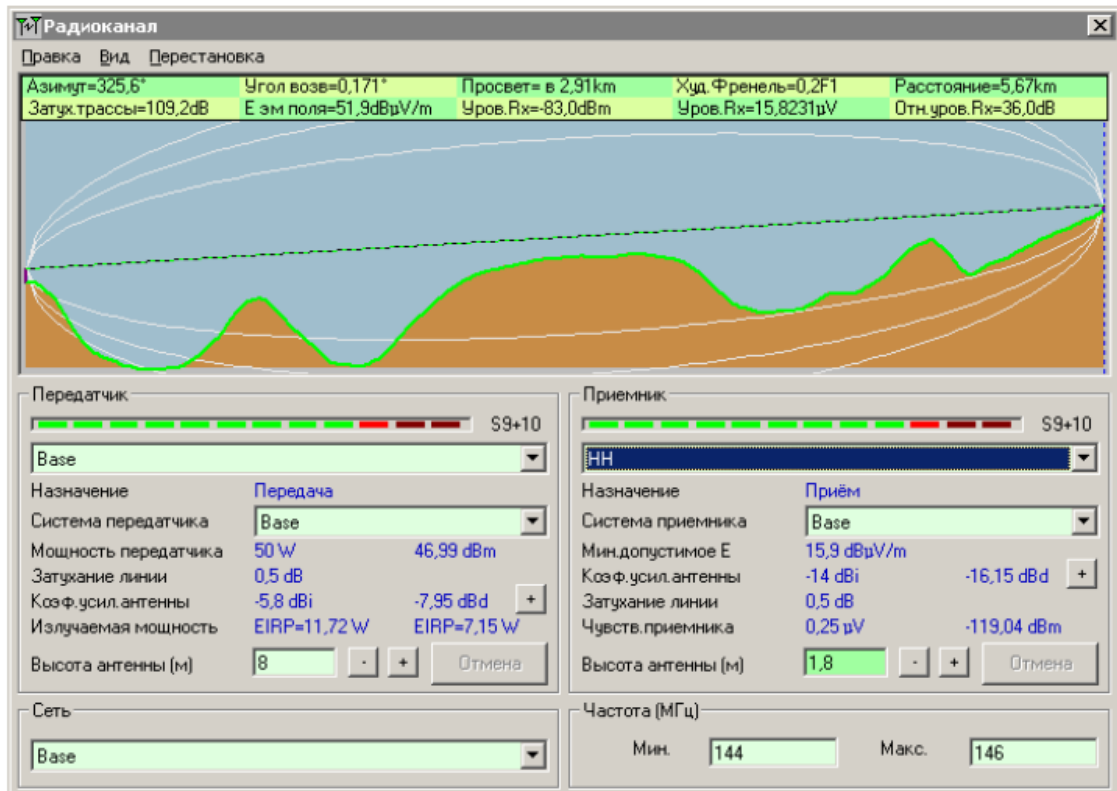 Радиоканал
Правка Вид Перестановка
Азимут=325,6° Угол возв=0,171° Просвет= в 2,91km Худ.Френель=0,2F1 Расстояние=5,67km
Затух.трассы=109,2dB E эм поля=51,9dBµV/m Уров.Rx=-83,0dBm Уров.Rx=15,8231µV Отн.уров.Rx=36,0dB
Передатчик
S9+10
Base
Назначение Передача
Система передатчика Base
Мощность передатчика 50 W 46,99 dBm
Затухание линии 0,5 dB
Коэф.усил.антенны -5,8 dBi -7,95 dBd +
Излучаемая мощность EIRP=11,72 W EIRP=7,15 W
Высота антенны (м) 8 - + Отмена
Приемник
S9+10
HH
Назначение Приём
Система приемника Base
Мин.допустимое E 15,9 dBµV/m
Коэф.усил.антенны -14 dBi -16,15 dBd +
Затухание линии 0,5 dB
Чувств.приемника 0,25 µV -119,04 dBm
Высота антенны (м) 1,8 - + Отмена
Сеть
Base
Частота (МГц)
Мин. 144 Макс. 146